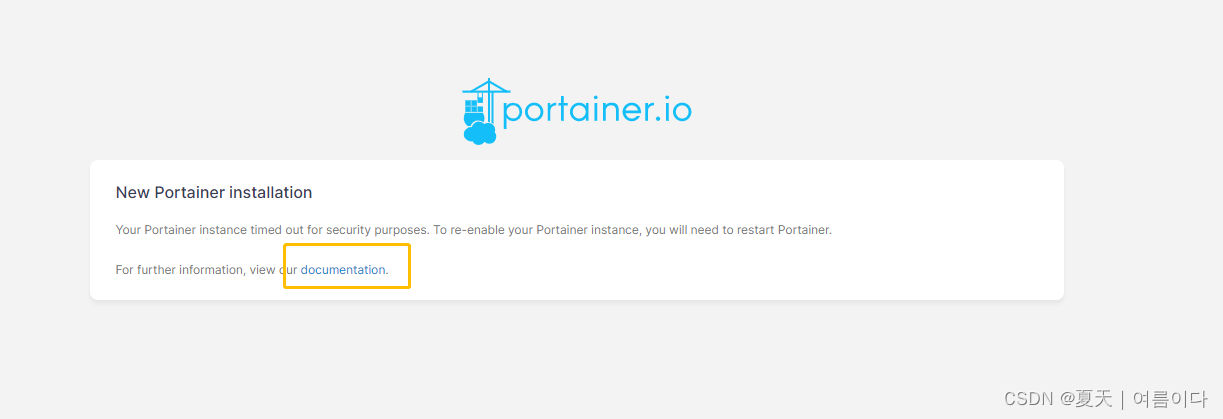 portainer.io
New Portainer installation
Your Portainer instance timed out for security purposes. To re-enable your Portainer instance, you will need to restart Portainer.
For further information, view our documentation.
CSDN @夏天｜여름이다